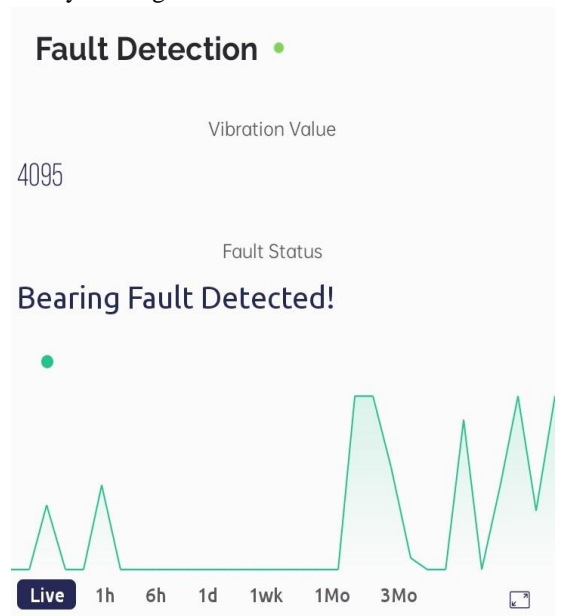 Fault Detection
Vibration Value
4095
Fault Status
Bearing Fault Detected!
Live 1h 6h 1d 1wk 1Mo 3Mo